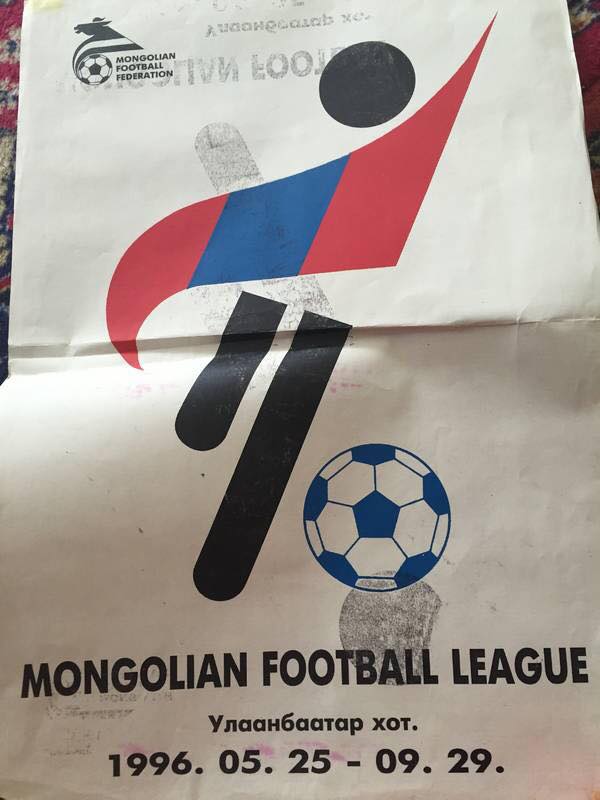 MONGOLIAN
FOOTBALL
FEDERATION
MONGOLIAN FOOTBALL LEAGUE
Улаанбаатар хот.
1996. 05. 25 - 09. 29.